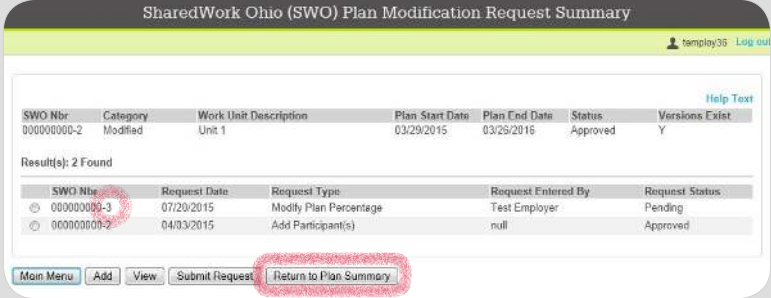 SharedWork Ohio (SWO) Plan Modification Request Summary
temploy36 Log out
Help Text
SWO Nbr Category Work Unit Description Plan Start Date Plan End Date Status Versions Exist
000000000-2 Modified Unit 1 03/29/2015 03/26/2016 Approved Y
Result(s): 2 Found
SWO Nbr Request Date Request Type Request Entered By Request Status
000000000-3 07/20/2015 Modify Plan Percentage Test Employer Pending
000000000-2 04/03/2015 Add Participant(s) null Approved
Main Menu Add View Submit Request Return to Plan Summary